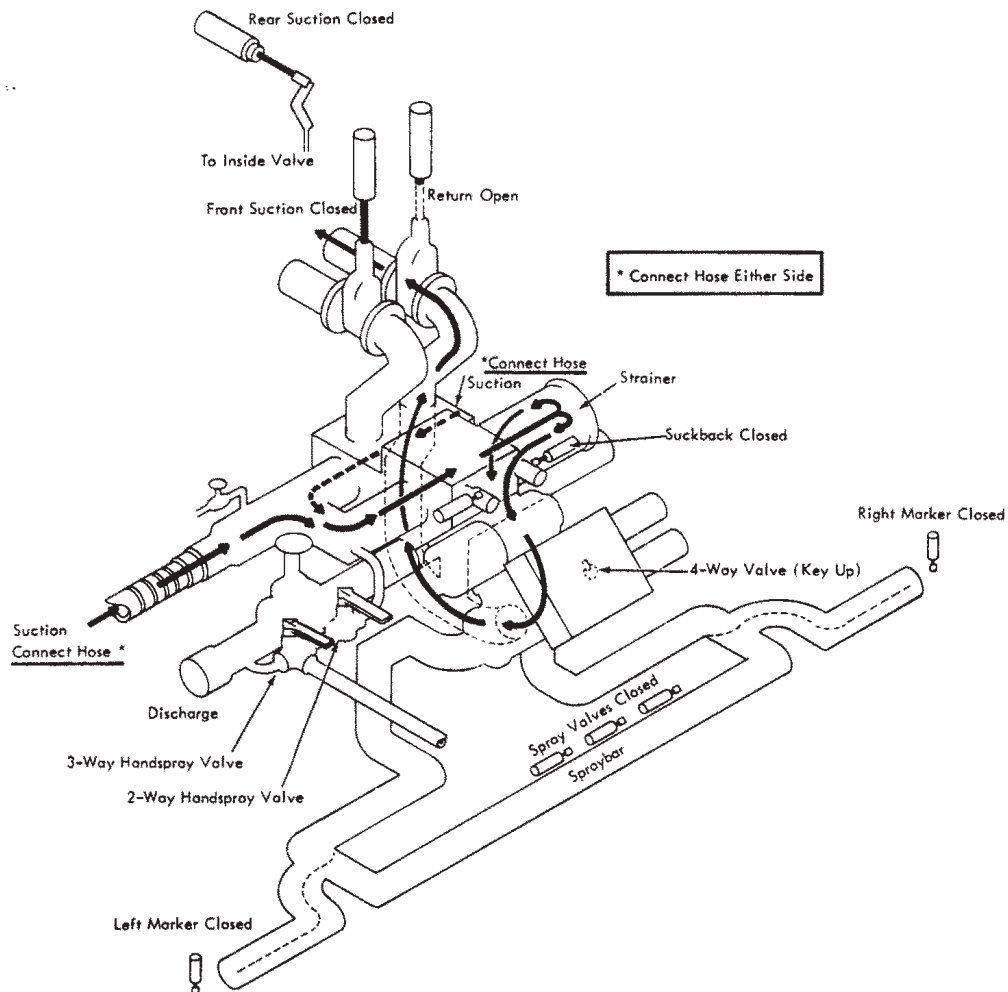 Rear Suction Closed
To Inside Valve
Return Open
Front Suction Closed
* Connect Hose Either Side
*Connect Hose
Suction
Strainer
Suckback Closed
Right Marker Closed
4-Way Valve (Key Up)
Suction
Connect Hose *
Discharge
Spray Valves Closed
Spraybar
3-Way Handspray Valve
2-Way Handspray Valve
Left Marker Closed